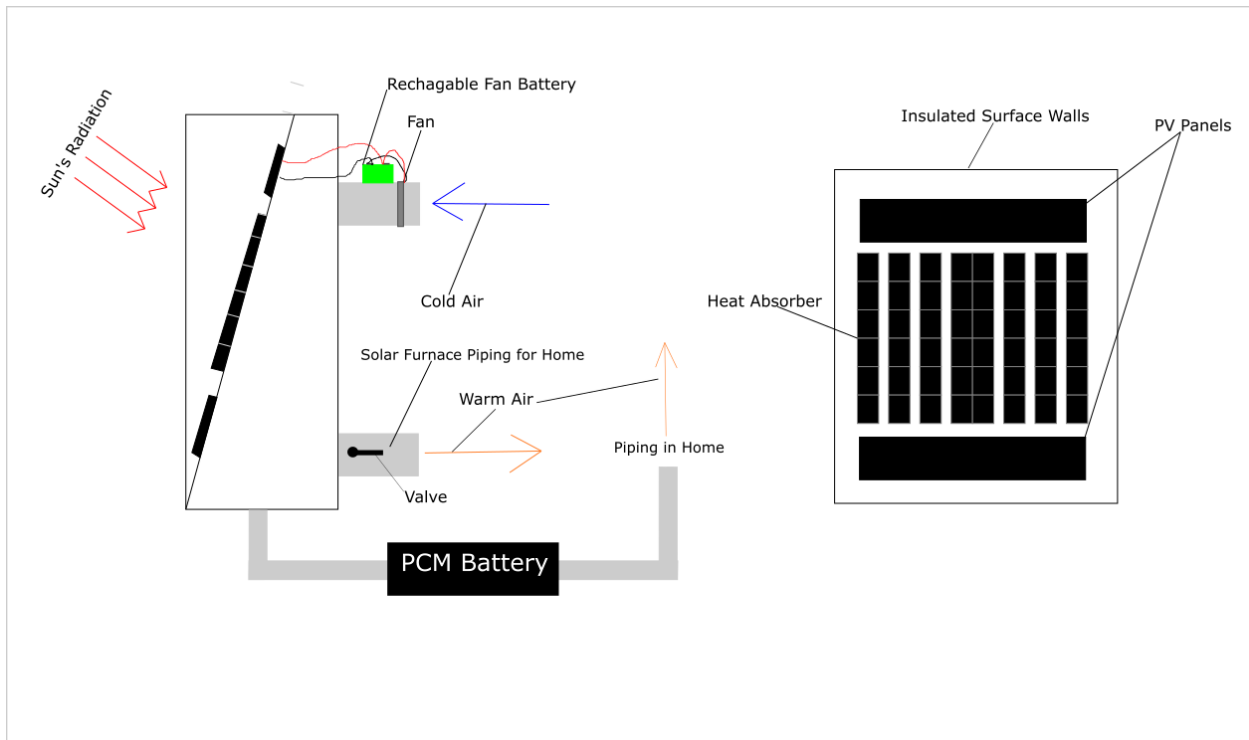 Rechagable Fan Battery
Fan
Sun's Radiation
Cold Air
Solar Furnace Piping for Home
Warm Air
Valve
Piping in Home
PCM Battery
Insulated Surface Walls
PV Panels
Heat Absorber